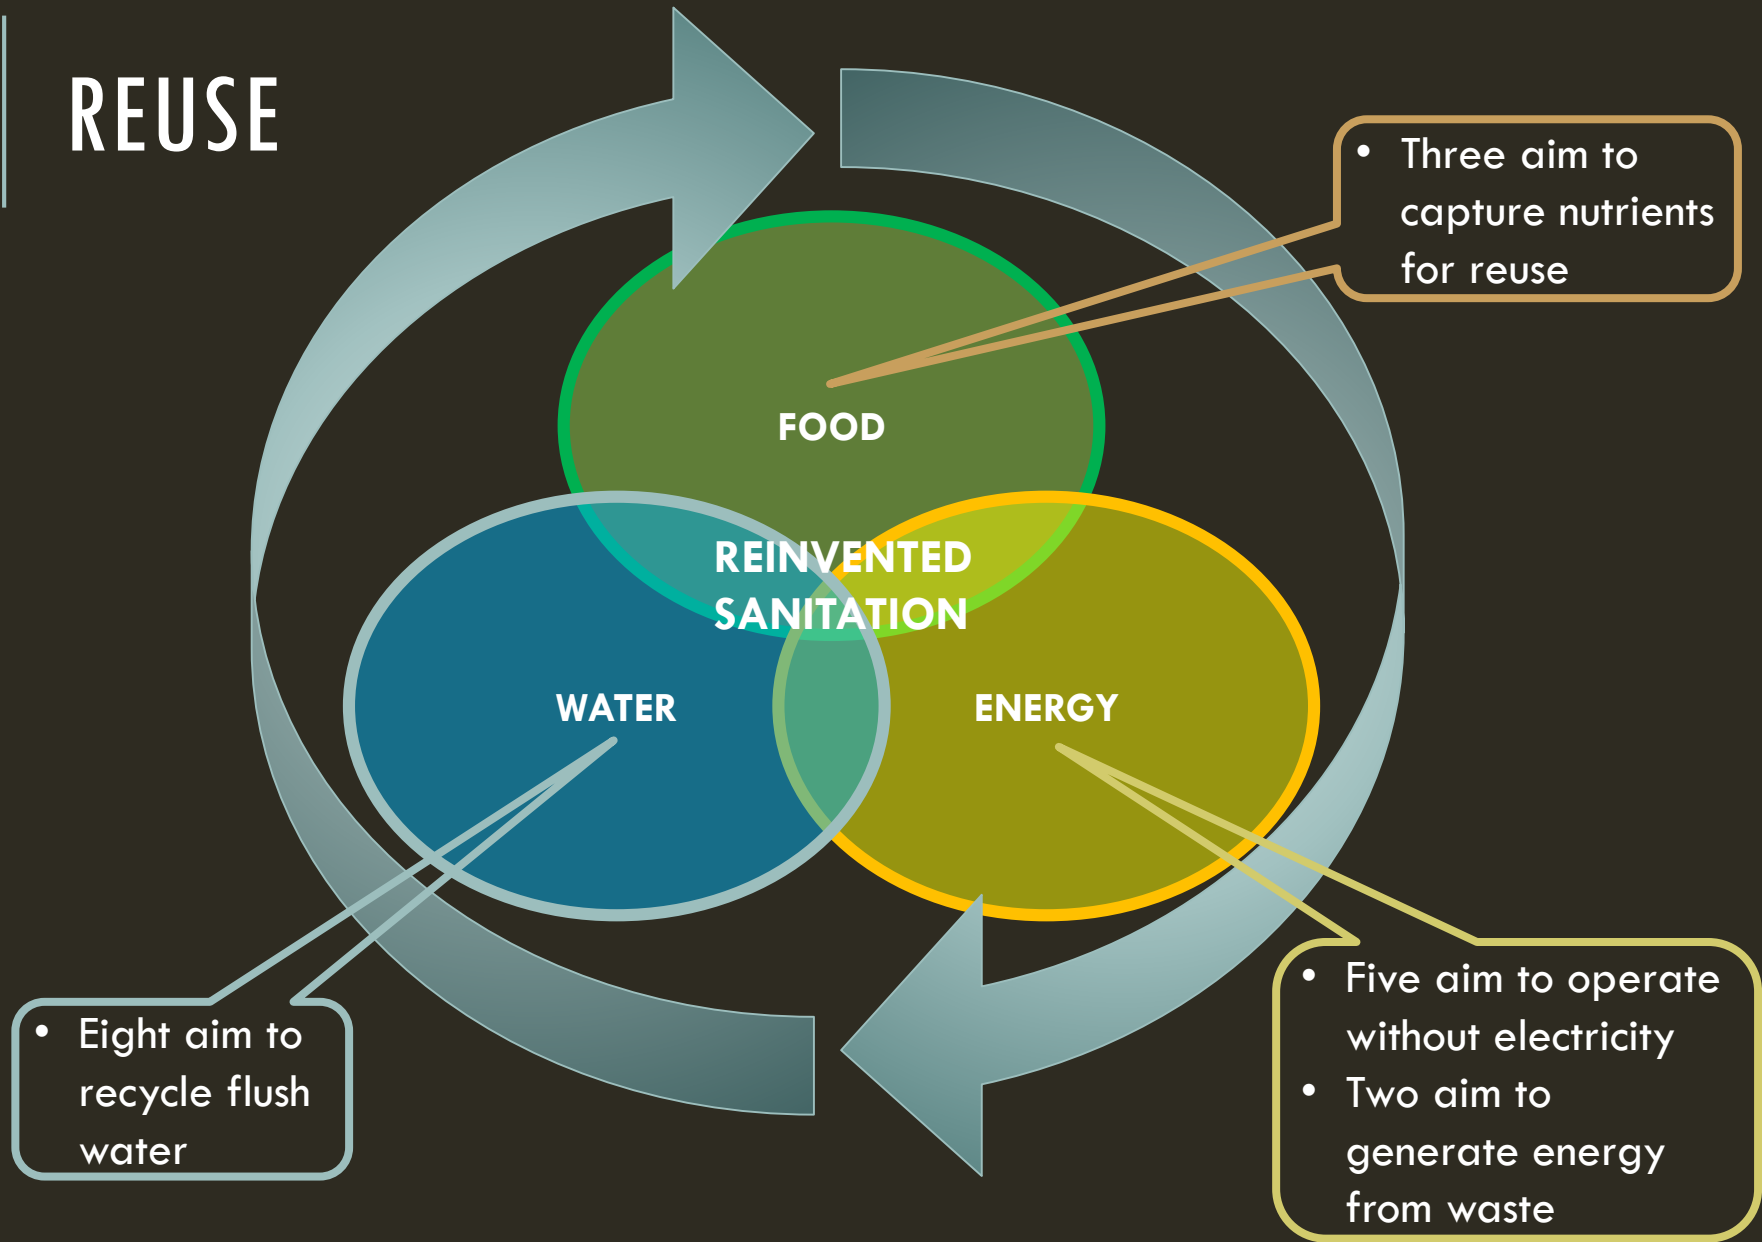 REUSE
• Three aim to
capture nutrients
for reuse
FOOD
REINVENTED
SANITATION
WATER
ENERGY
• Eight aim to
recycle flush
water
• Five aim to operate
without electricity
• Two aim to
generate energy
from waste